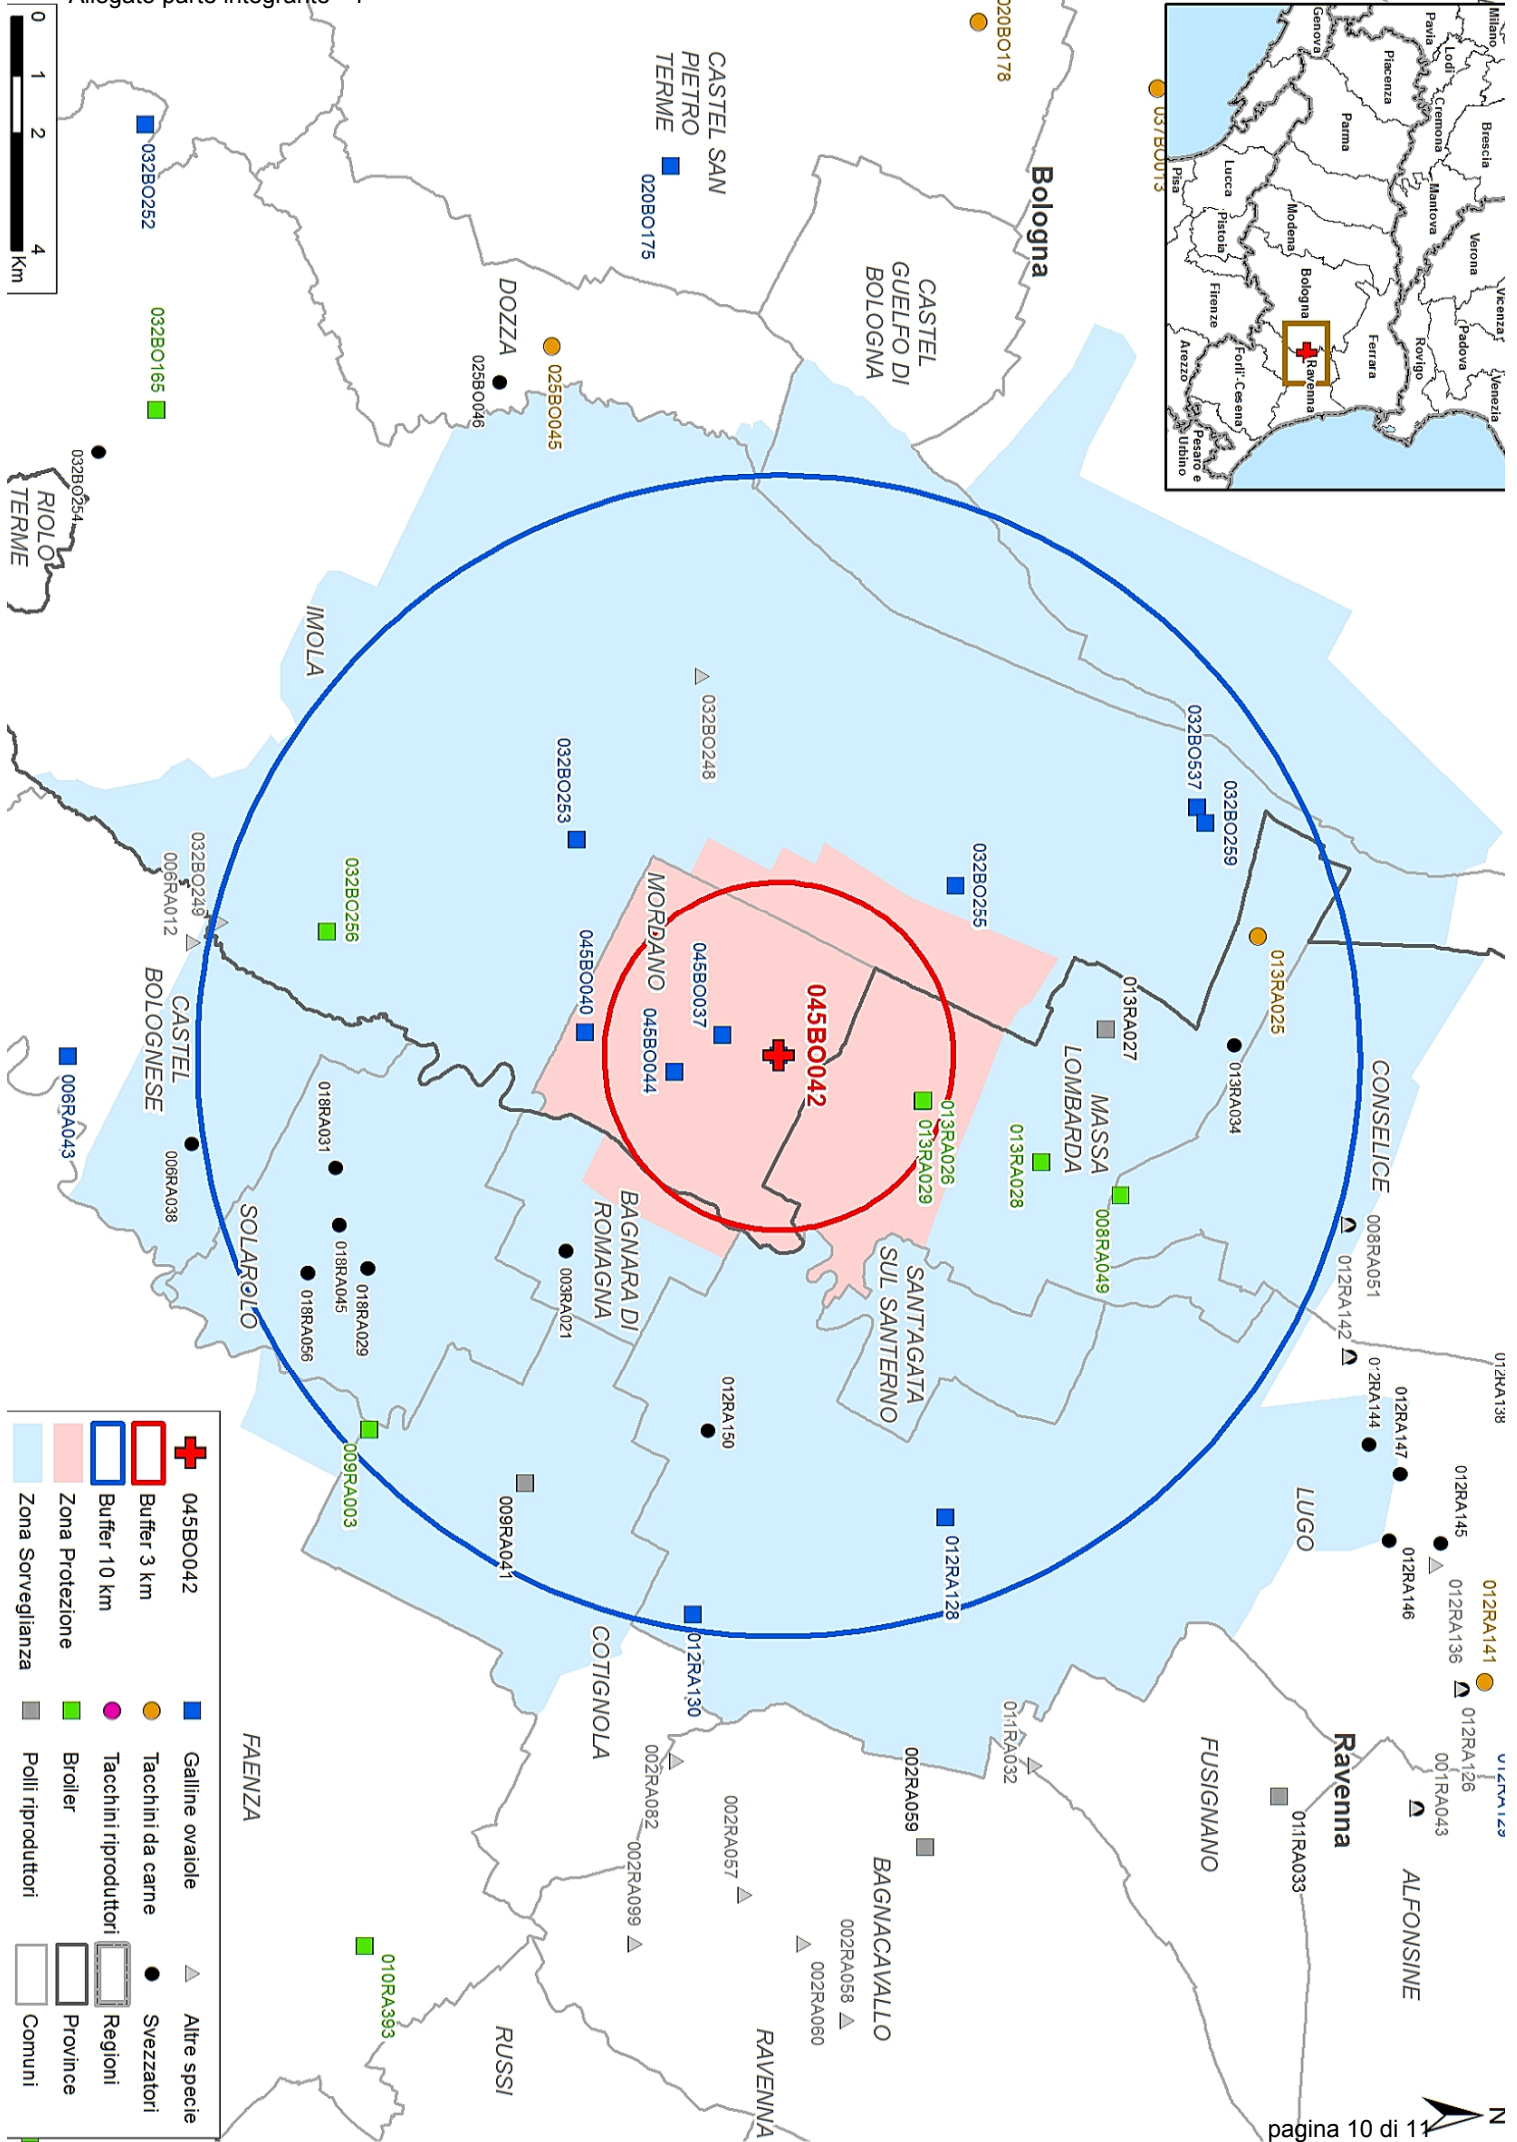 Allegato parte integrante - 1
Milano
Brescia
Verona
Vicenza
Padova
Venezia
Pavia
Lodi
Cremona
Mantova
Rovigo
Genova
Piacenza
Parma
Modena
Bologna
Ferrara
Ravenna
Lucca
Pistoia
Firenze
Forli'-Cesena
Pisa
Arezzo
Pesaro e
Urbino
N
037BO013
020BO178
Bologna
CASTEL SAN
PIETRO
TERME
020BO175
CASTEL
GUELFO DI
BOLOGNA
DOZZA
025BO045
025BO046
032BO252
032BO165
032BO254
RIOLO
TERME
IMOLA
032BO248
032BO253
032BO537
032BO259
032BO255
032BO256
032BO249
006RA012
MORDANO
045BO040
045BO037
045BO044
045BO042
013RA025
013RA027
013RA034
MASSA
LOMBARDA
013RA026
013RA029
013RA028
008RA049
CONSELICE
008RA051
012RA142
012RA138
012RA144
012RA147
012RA145
012RA146
012RA136
012RA141
012RA126
012RA129
001RA043
LUGO
CASTEL
BOLOGNESE
006RA043
006RA038
018RA031
018RA045
018RA029
018RA056
SOLAROLO
BAGNARA DI
ROMAGNA
003RA021
SANT'AGATA
SUL SANTERNO
012RA150
009RA003
009RA041
012RA128
012RA130
COTIGNOLA
011RA032
FUSIGNANO
Ravenna
011RA033
ALFONSINE
002RA059
BAGNACAVALLO
002RA082
002RA057
002RA099
002RA058
002RA060
FAENZA
010RA393
RUSSI
RAVENNA
0 1 2 4
Km
045BO042
Buffer 3 km
Buffer 10 km
Zona Protezione
Zona Sorveglianza
Galline ovaiole
Tacchini da carne
Tacchini riproduttori
Broiler
Polli riproduttori
Altre specie
Svezzatori
Regioni
Province
Comuni
pagina 10 di 11